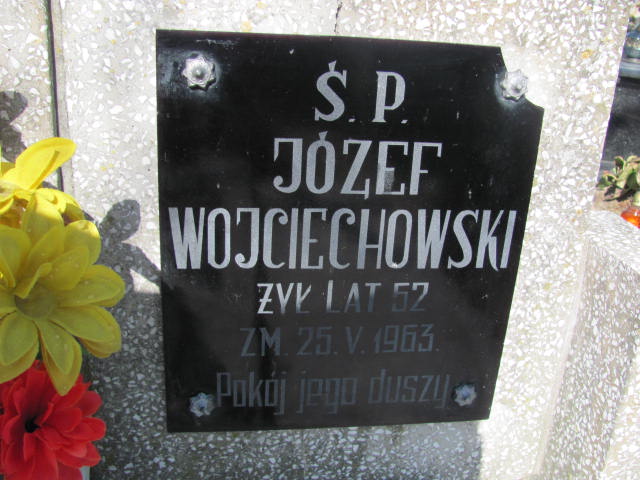 Ś. P.
JÓZEF
WOJCIECHOWSKI
ŻYŁ LAT 52
ZM. 25. V. 1963.
Pokój jego duszy